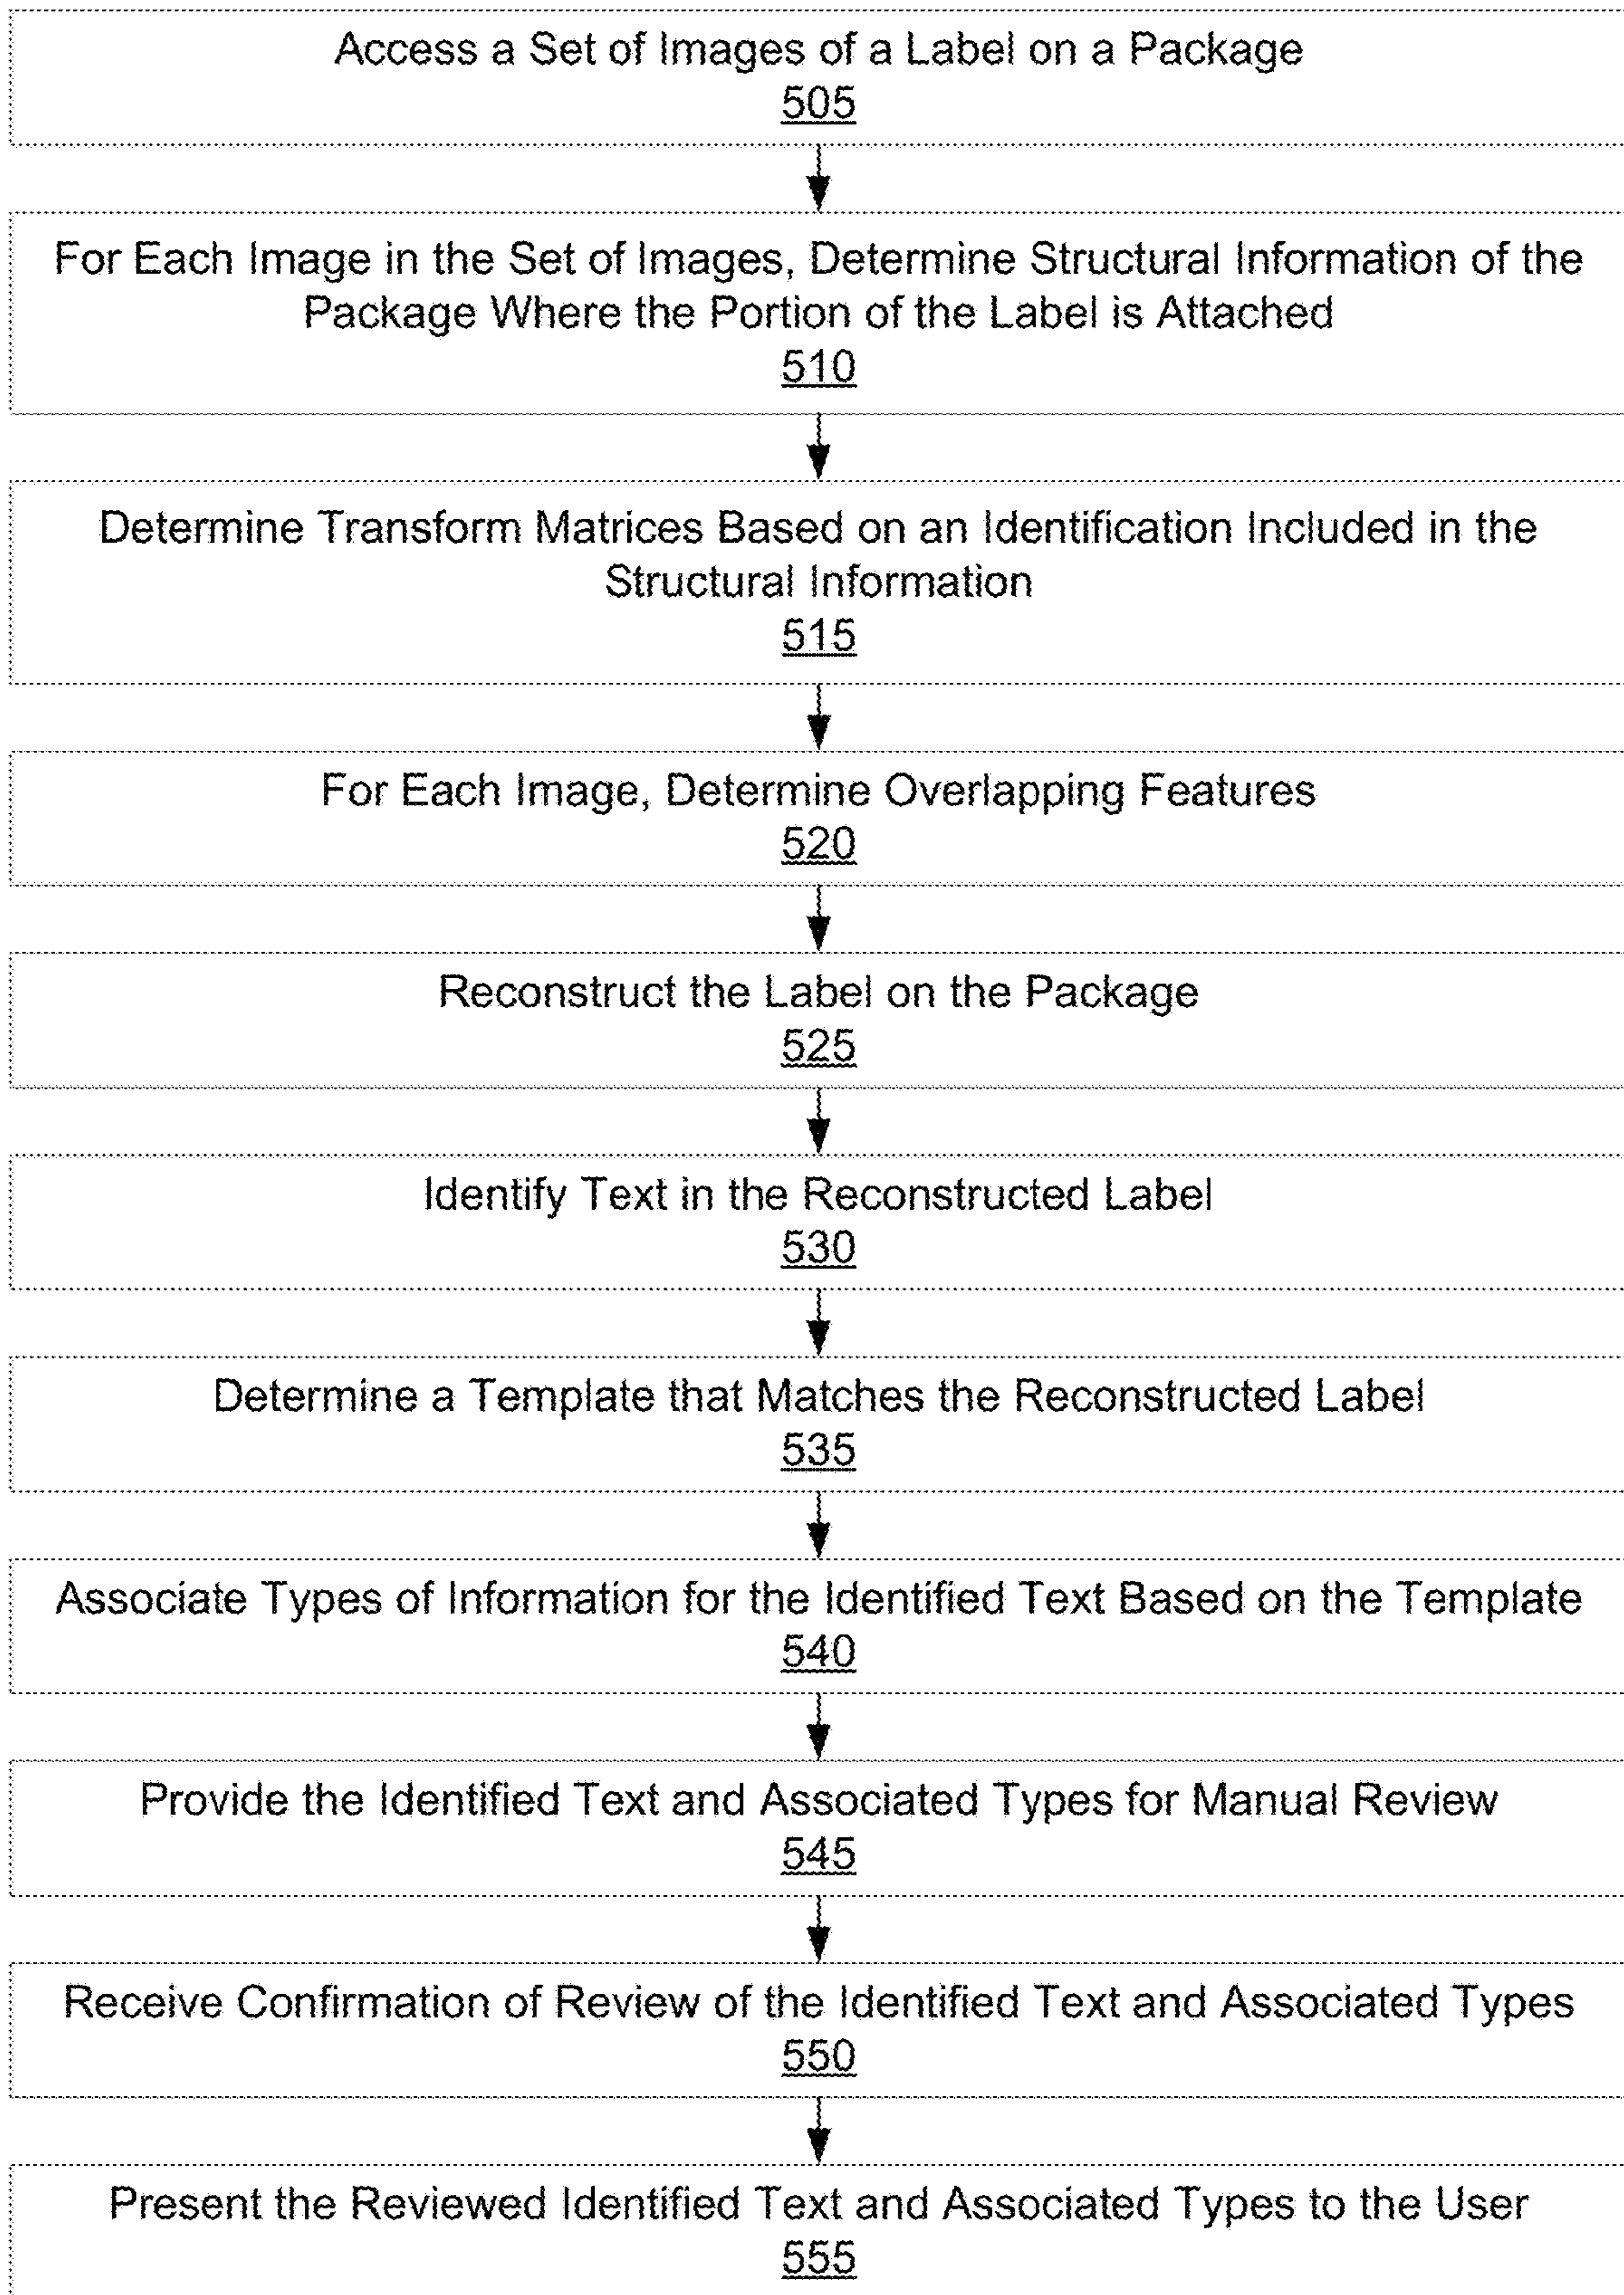 Access a Set of Images of a Label on a Package
505
For Each Image in the Set of Images, Determine Structural Information of the
Package Where the Portion of the Label is Attached
510
Determine Transform Matrices Based on an Identification Included in the
Structural Information
515
For Each Image, Determine Overlapping Features
520
Reconstruct the Label on the Package
525
Identify Text in the Reconstructed Label
530
Determine a Template that Matches the Reconstructed Label
535
Associate Types of Information for the Identified Text Based on the Template
540
Provide the Identified Text and Associated Types for Manual Review
545
Receive Confirmation of Review of the Identified Text and Associated Types
550
Present the Reviewed Identified Text and Associated Types to the User
555